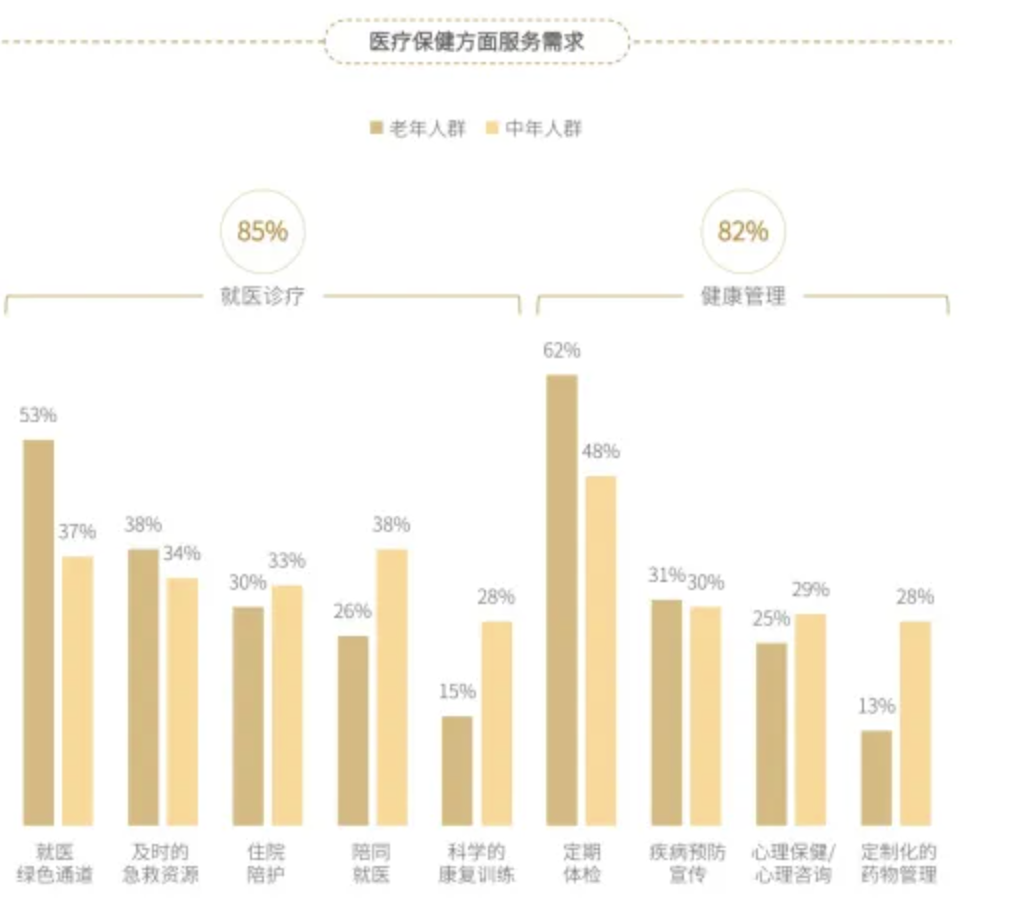 医疗保健方面服务需求
老年人群 中年人群
85% 82%
就医诊疗 健康管理
62%
53%
48%
37% 38% 34% 30% 33% 26% 38% 15% 28% 31% 30% 25% 29% 13% 28%
就医 及时的 住院 陪同 科学的 定期 疾病预防 心理保健/ 定制化的
绿色通道 急救资源 陪护 就医 康复训练 体检 宣传 心理咨询 药物管理